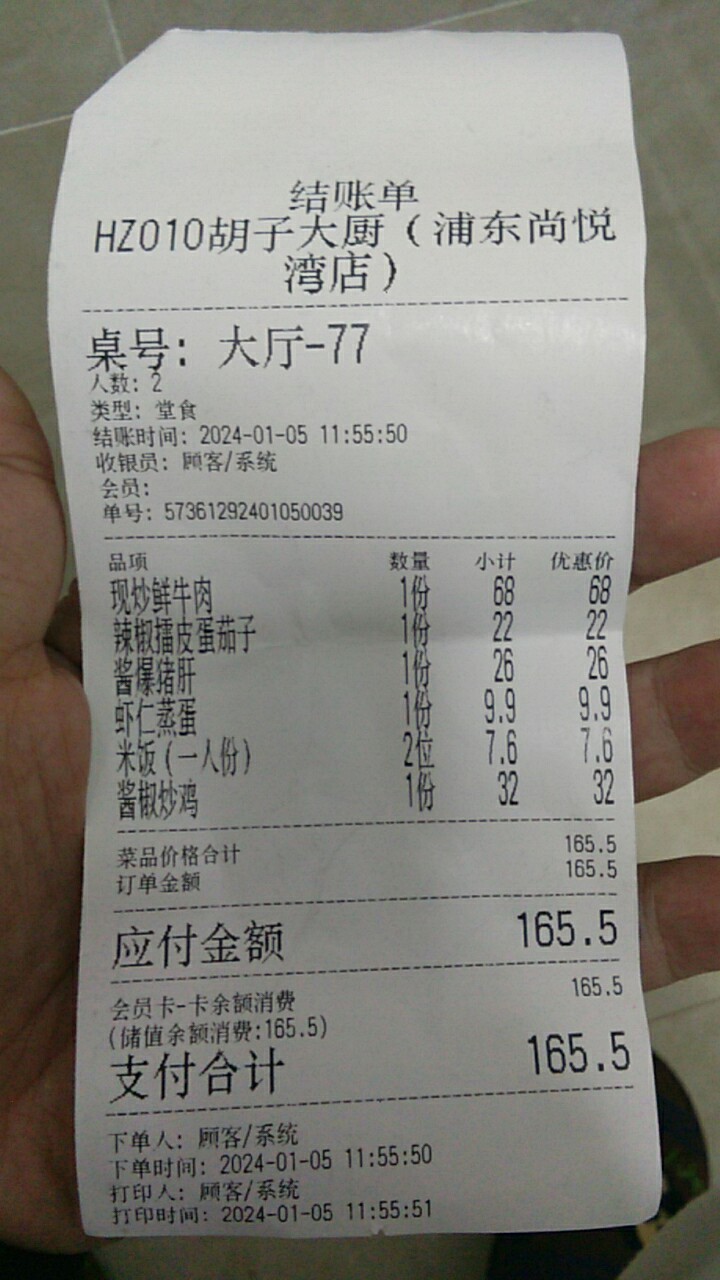 结账单
HZ010胡子大厨（浦东尚悦
湾店）
桌号：大厅-77
人数：2
类型：堂食
结账时间：2024-01-05 11:55:50
收银员：顾客/系统
会员：
单号：57361292401050039
品项 数量 小计 优惠价
现炒鲜牛肉 1份 68 68
辣椒擂皮蛋茄子 1份 22 22
酱爆猪肝 1份 26 26
虾仁蒸蛋 1份 9.9 9.9
米饭（一人份） 2位 7.6 7.6
酱椒炒鸡 1份 32 32
菜品价格合计 165.5
订单金额 165.5
应付金额 165.5
会员卡-卡余额消费 165.5
(储值余额消费:165.5)
支付合计 165.5
下单人：顾客/系统
下单时间：2024-01-05 11:55:50
打印人：顾客/系统
打印时间：2024-01-05 11:55:51